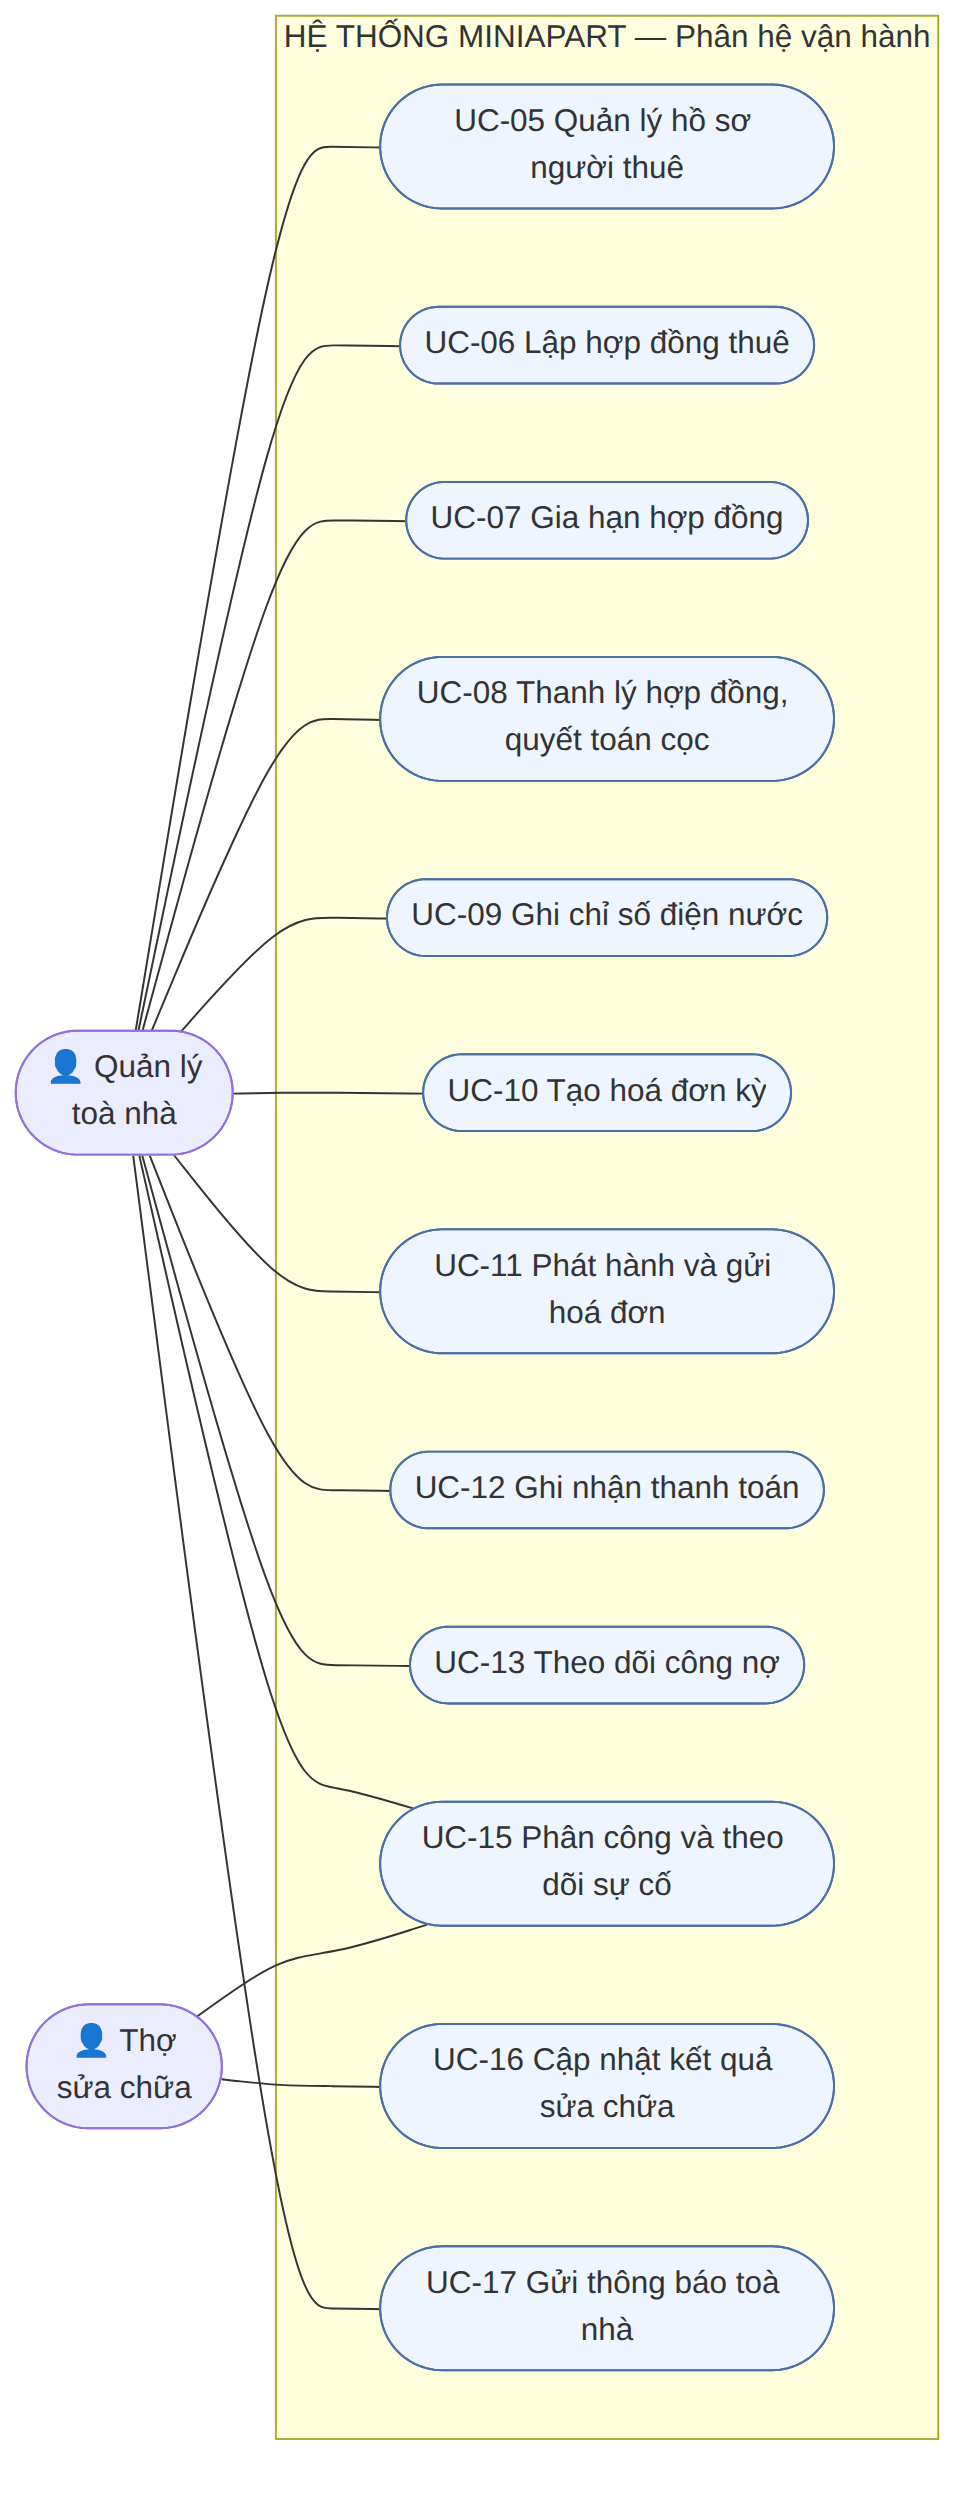 HỆ THỐNG MINIAPART — Phân hệ vận hành
UC-05 Quản lý hồ sơ
người thuê
UC-06 Lập hợp đồng thuê
UC-07 Gia hạn hợp đồng
UC-08 Thanh lý hợp đồng,
quyết toán cọc
UC-09 Ghi chỉ số điện nước
👤 Quản lý
toà nhà
UC-10 Tạo hoá đơn kỳ
UC-11 Phát hành và gửi
hoá đơn
UC-12 Ghi nhận thanh toán
UC-13 Theo dõi công nợ
UC-15 Phân công và theo
dõi sự cố
👤 Thợ
sửa chữa
UC-16 Cập nhật kết quả
sửa chữa
UC-17 Gửi thông báo toà
nhà